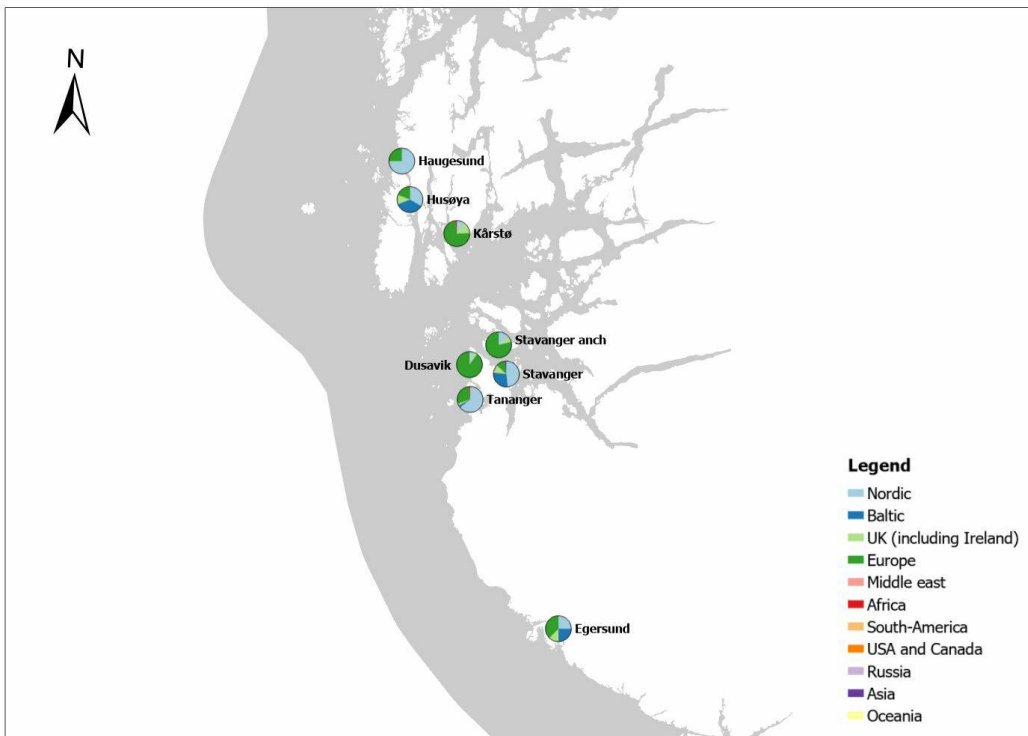 N
Haugesund
Husøya
Kårstø
Stavanger anch
Dusavik
Stavanger
Tananger
Egersund
Legend
Nordic
Baltic
UK (including Ireland)
Europe
Middle east
Africa
South-America
USA and Canada
Russia
Asia
Oceania